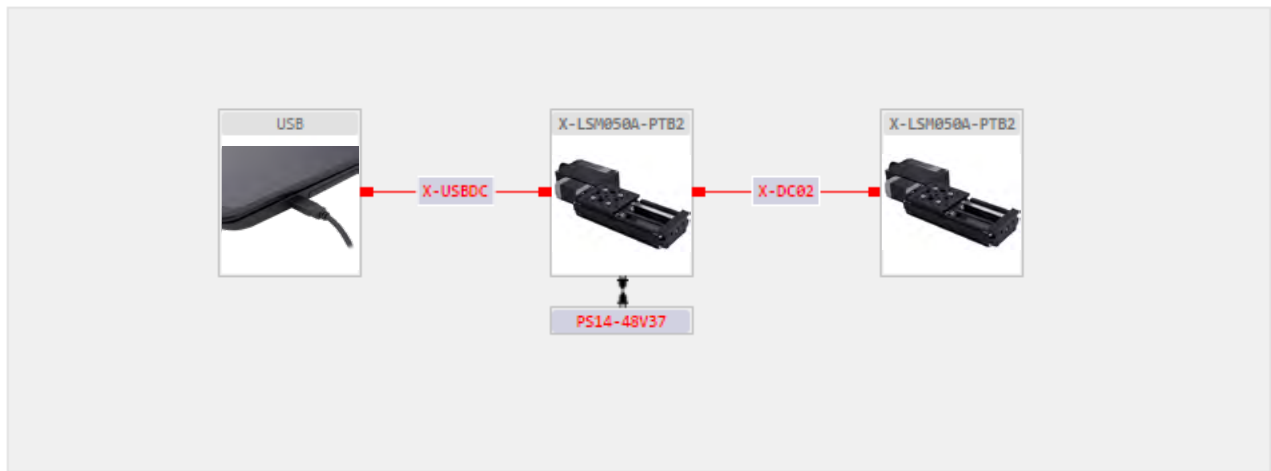 USB
X-LSM050A-PTB2
X-LSM050A-PTB2
X-USBDC
X-DC02
PS14-48V37